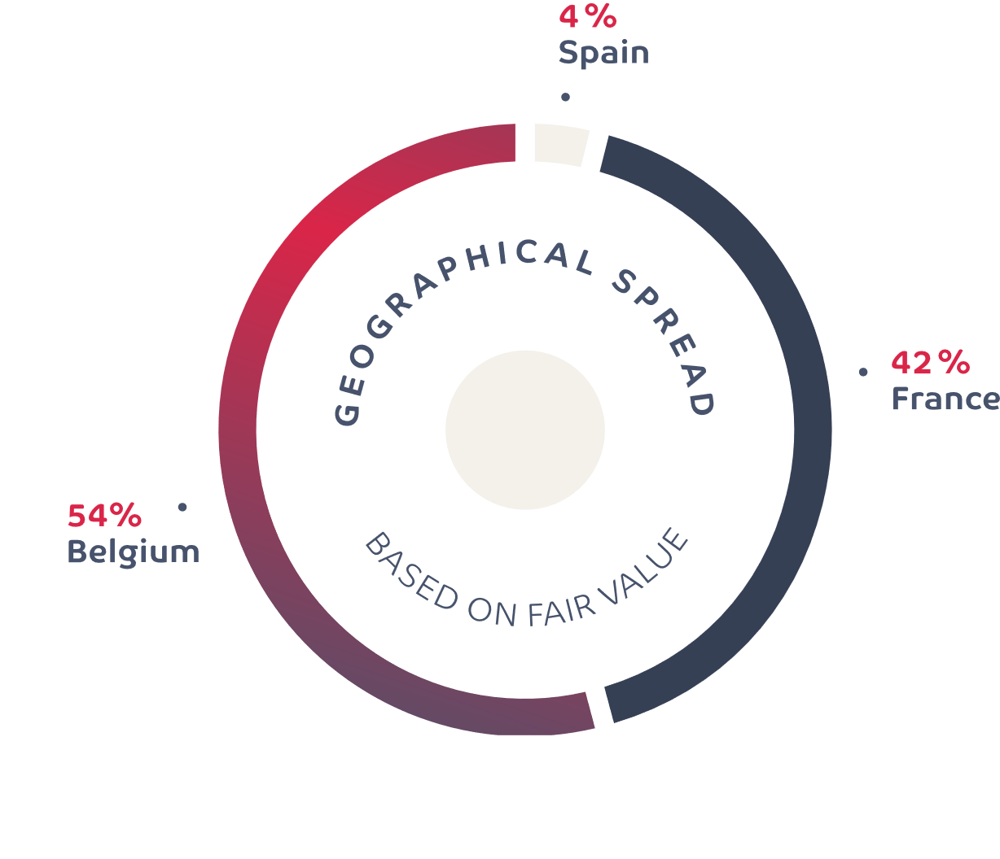 4 %
Spain
GEOGRAPHICAL SPREAD
42 %
France
54%
Belgium
BASED ON FAIR VALUE